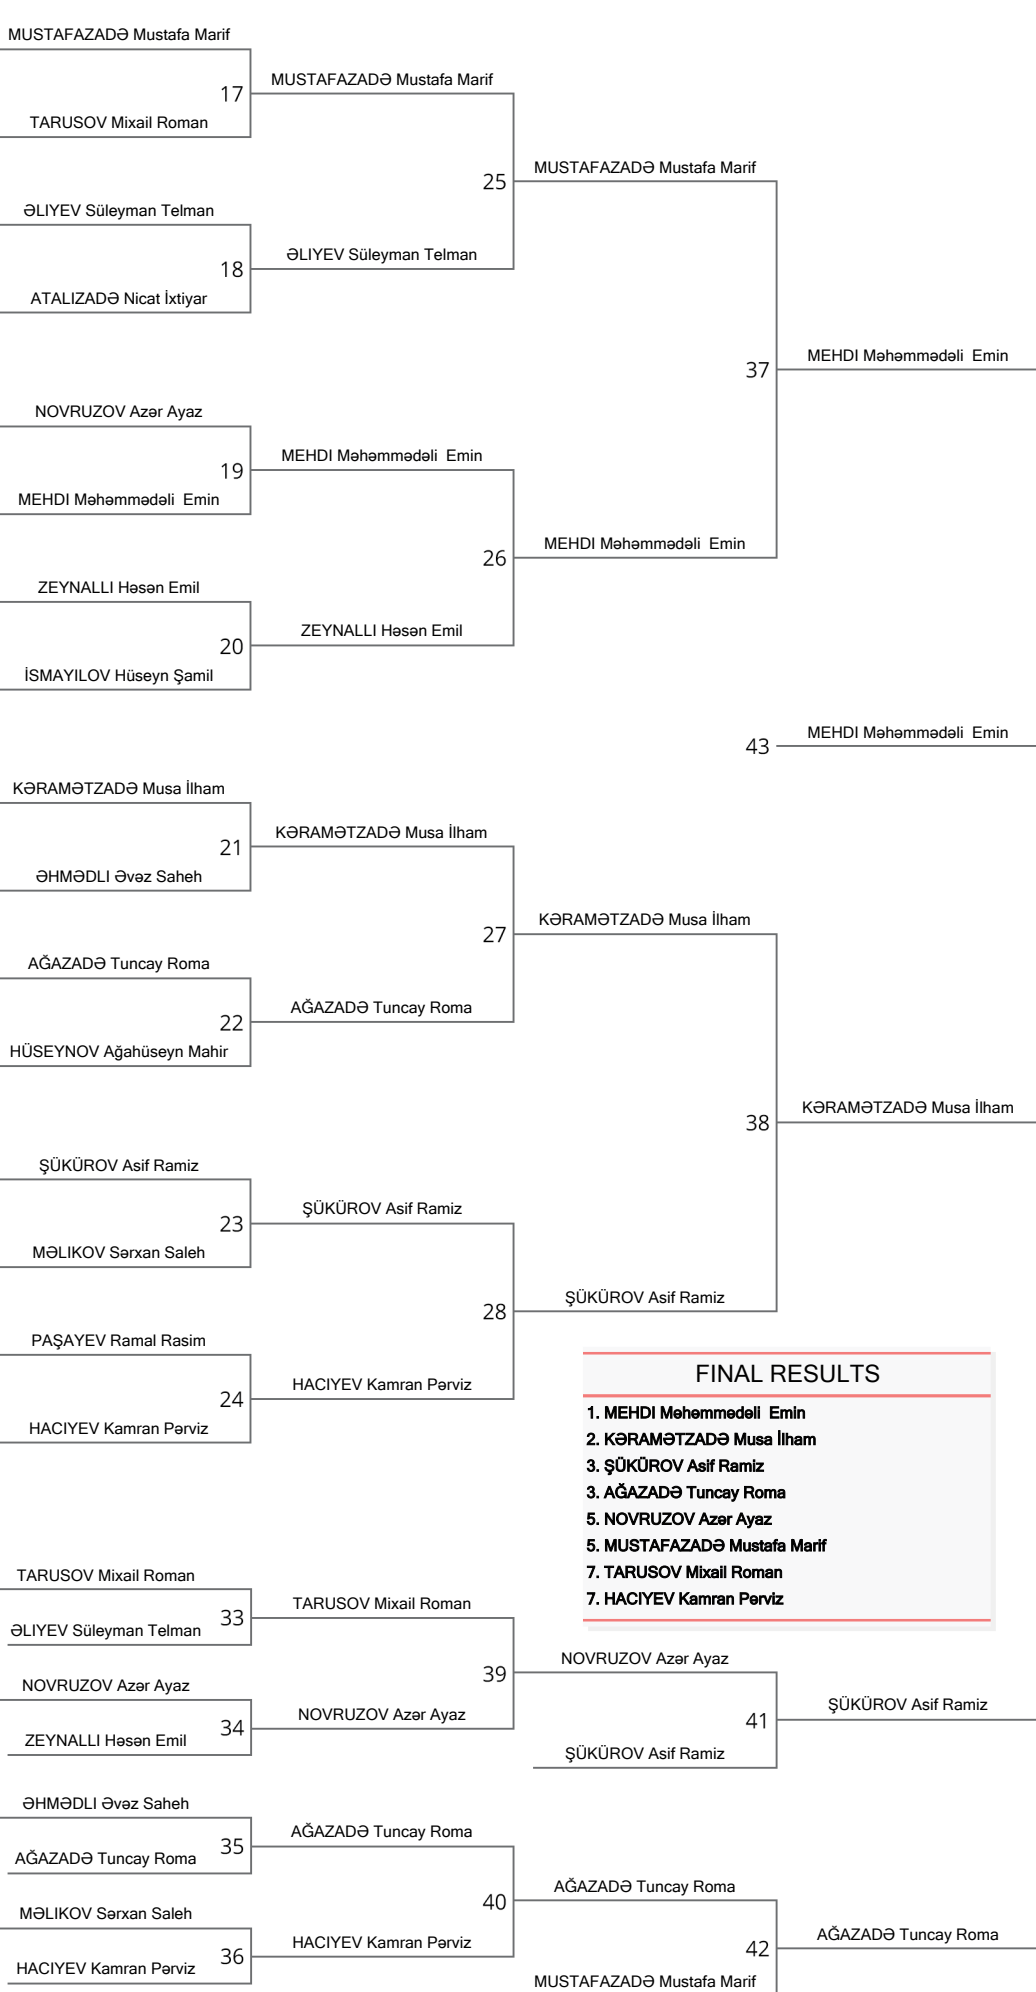 MUSTAFAZADƏ Mustafa Marif
MUSTAFAZADƏ Mustafa Marif
17
TARUSOV Mixail Roman
MUSTAFAZADƏ Mustafa Marif
25
ƏLIYEV Süleyman Telman
ƏLIYEV Süleyman Telman
18
ATALIZADƏ Nicat İxtiyar
MEHDI Məhəmmədəli Emin
37
NOVRUZOV Azər Ayaz
MEHDI Məhəmmədəli Emin
19
MEHDI Məhəmmədəli Emin
MEHDI Məhəmmədəli Emin
26
ZEYNALLI Həsən Emil
ZEYNALLI Həsən Emil
20
İSMAYILOV Hüseyn Şamil
MEHDI Məhəmmədəli Emin
43
KƏRAMƏTZADƏ Musa İlham
KƏRAMƏTZADƏ Musa İlham
21
ƏHMƏDLI Əvəz Saheh
KƏRAMƏTZADƏ Musa İlham
27
AĞAZADƏ Tuncay Roma
AĞAZADƏ Tuncay Roma
22
HÜSEYNOV Ağahüseyn Mahir
KƏRAMƏTZADƏ Musa İlham
38
ŞÜKÜROV Asif Ramiz
ŞÜKÜROV Asif Ramiz
23
MƏLIKOV Sərxan Saleh
ŞÜKÜROV Asif Ramiz
28
PAŞAYEV Ramal Rasim
HACIYEV Kamran Pərviz
24
HACIYEV Kamran Pərviz
FINAL RESULTS
1. MEHDI Məhəmmədəli Emin
2. KƏRAMƏTZADƏ Musa İlham
3. ŞÜKÜROV Asif Ramiz
3. AĞAZADƏ Tuncay Roma
5. NOVRUZOV Azər Ayaz
5. MUSTAFAZADƏ Mustafa Marif
7. TARUSOV Mixail Roman
7. HACIYEV Kamran Pərviz
TARUSOV Mixail Roman
TARUSOV Mixail Roman
33
ƏLIYEV Süleyman Telman
NOVRUZOV Azər Ayaz
39
NOVRUZOV Azər Ayaz
NOVRUZOV Azər Ayaz
34
ZEYNALLI Həsən Emil
ŞÜKÜROV Asif Ramiz
41
ŞÜKÜROV Asif Ramiz
ƏHMƏDLI Əvəz Saheh
AĞAZADƏ Tuncay Roma
35
AĞAZADƏ Tuncay Roma
AĞAZADƏ Tuncay Roma
40
MƏLIKOV Sərxan Saleh
HACIYEV Kamran Pərviz
36
HACIYEV Kamran Pərviz
AĞAZADƏ Tuncay Roma
42
MUSTAFAZADƏ Mustafa Marif